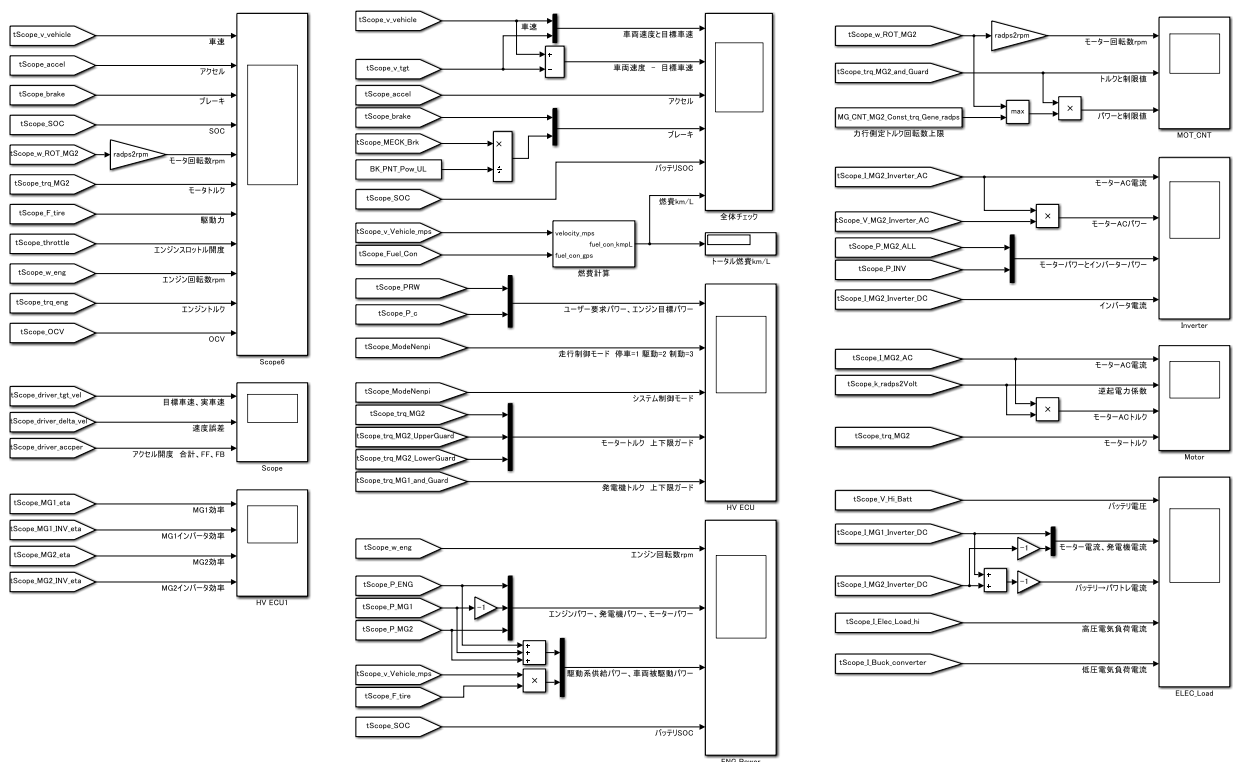 tScope_v_vehicle
車速
tScope_accel
アクセル
tScope_brake
ブレーキ
tScope_SOC
SOC
tScope_w_ROT_MG2
radps2rpm
モータ回転数rpm
tScope_trq_MG2
モータトルク
tScope_F_tire
駆動力
tScope_throttle
エンジンスロットル開度
tScope_w_eng
エンジン回転数rpm
tScope_trq_eng
エンジントルク
tScope_OCV
OCV
Scope6
tScope_driver_tgt_vel
目標車速、実車速
tScope_driver_delta_vel
速度誤差
tScope_driver_accper
アクセル開度 合計、FF、FB
Scope
tScope_MG1_eta
MG1効率
tScope_MG1_INV_eta
MG1インバータ効率
tScope_MG2_eta
MG2効率
tScope_MG2_INV_eta
MG2インバータ効率
HV ECU1
tScope_v_vehicle
車速
車両速度と目標車速
tScope_v_tgt
+
−
車両速度 − 目標車速
tScope_accel
アクセル
tScope_brake
ブレーキ
tScope_MECK_Brk
×
÷
BK_PNT_Pow_UL
バッテリSOC
tScope_SOC
燃費km/L
全体チェック
tScope_v_Vehicle_mps
velocity_mps
fuel_con_kmpL
tScope_Fuel_Con
fuel_con_gps
燃費計算
トータル燃費km/L
tScope_PRW
ユーザー要求パワー、エンジン目標パワー
tScope_P_c
tScope_ModeNenpi
走行制御モード 停車=1 駆動=2 制動=3
tScope_ModeNenpi
システム制御モード
tScope_trq_MG2
tScope_trq_MG2_UpperGuard
モータートルク 上下限ガード
tScope_trq_MG2_LowerGuard
tScope_trq_MG1_and_Guard
発電機トルク 上下限ガード
HV ECU
tScope_w_eng
エンジン回転数rpm
tScope_P_ENG
tScope_P_MG1
-1
エンジンパワー、発電機パワー、モーターパワー
tScope_P_MG2
+
+
+
駆動系供給パワー、車両被駆動パワー
tScope_v_Vehicle_mps
×
tScope_F_tire
tScope_SOC
バッテリSOC
ENG Power
tScope_w_ROT_MG2
radps2rpm
モーター回転数rpm
tScope_trq_MG2_and_Guard
トルクと制限値
MG_CNT_MG2_Const_trq_Gene_radps
max
×
パワーと制限値
力行側定トルク回転数上限
MOT_CNT
tScope_I_MG2_Inverter_AC
モーターAC電流
tScope_V_MG2_Inverter_AC
×
モーターACパワー
tScope_P_MG2_ALL
モーターパワーとインバーターパワー
tScope_P_INV
tScope_I_MG2_Inverter_DC
インバータ電流
Inverter
tScope_I_MG2_AC
モーターAC電流
tScope_k_radps2Volt
逆起電力係数
×
モーターACトルク
tScope_trq_MG2
モータートルク
Motor
tScope_V_Hi_Batt
バッテリ電圧
tScope_I_MG1_Inverter_DC
-1
モーター電流、発電機電流
tScope_I_MG2_Inverter_DC
+
+
-1
バッテリ→パワトレ電流
tScope_I_Elec_Load_hi
高圧電気負荷電流
tScope_I_Buck_converter
低圧電気負荷電流
ELEC_Load